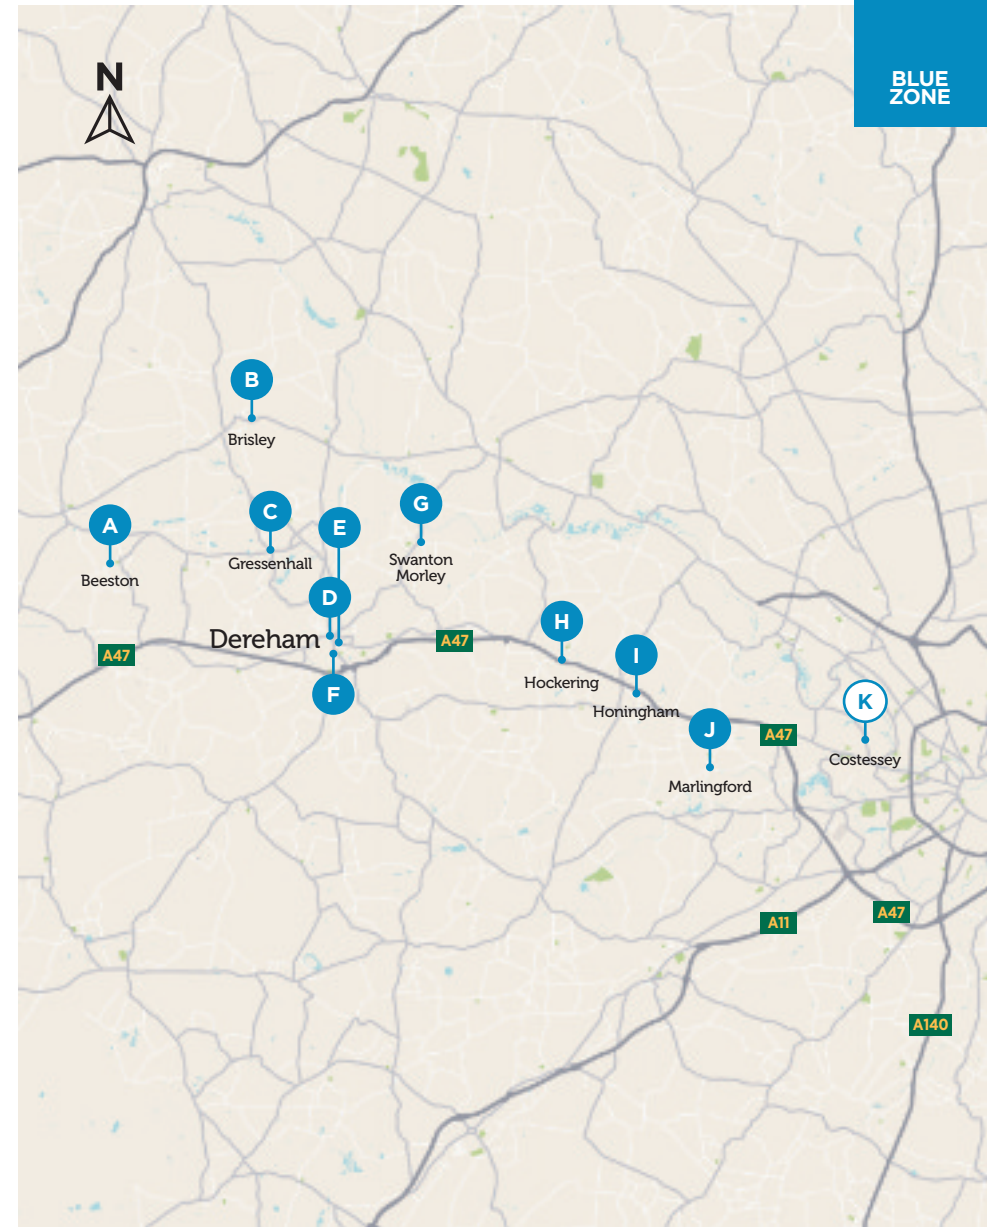 N
BLUE
ZONE
B
Brisley
A
Beeston
C
Gressenhall
E
G
Swanton
Morley
D
Dereham
F
A47
A47
H
Hockering
I
Honingham
J
Marlingford
A47
K
Costessey
A11
A47
A140